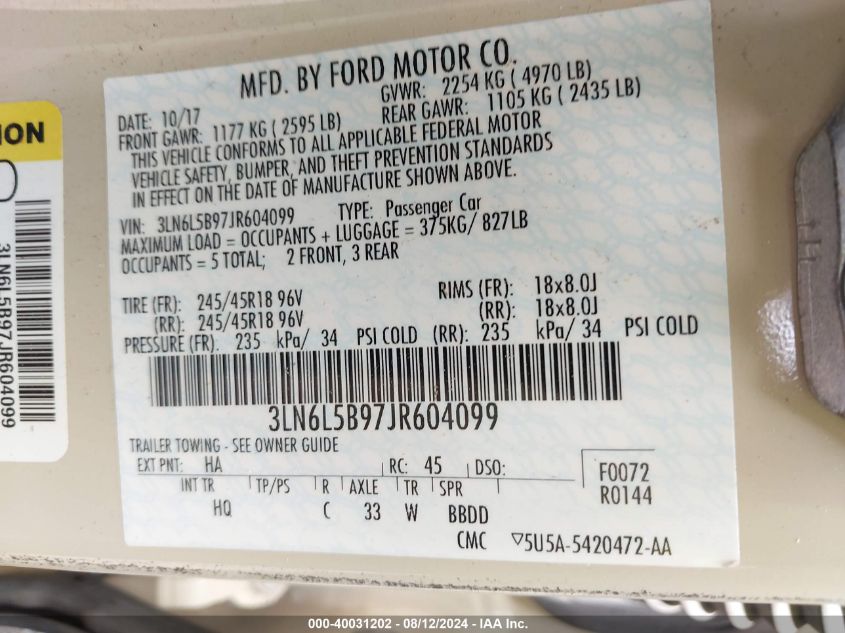 MFD. BY FORD MOTOR CO.
DATE: 10/17 GVWR: 2254 KG ( 4970 LB)
FRONT GAWR: 1177 KG ( 2595 LB) REAR GAWR: 1105 KG ( 2435 LB)
THIS VEHICLE CONFORMS TO ALL APPLICABLE FEDERAL MOTOR
VEHICLE SAFETY, BUMPER, AND THEFT PREVENTION STANDARDS
IN EFFECT ON THE DATE OF MANUFACTURE SHOWN ABOVE.
VIN: 3LN6L5B97JR604099 TYPE: Passenger Car
MAXIMUM LOAD = OCCUPANTS + LUGGAGE = 375KG/ 827LB
OCCUPANTS = 5 TOTAL; 2 FRONT, 3 REAR
TIRE (FR): 245/45R18 96V RIMS (FR): 18x8.0J
(RR): 245/45R18 96V (RR): 18x8.0J
PRESSURE (FR): 235 kPa/ 34 PSI COLD (RR): 235 kPa/ 34 PSI COLD
3LN6L5B97JR604099
TRAILER TOWING - SEE OWNER GUIDE
EXT PNT: HA RC: 45 DSO: F0072
INT TR TP/PS R AXLE TR SPR R0144
HQ C 33 W BBDD
CMC ▽5U5A-5420472-AA
ION
3LN6L5B97JR604099
000-40031202 - 08/12/2024 - IAA Inc.